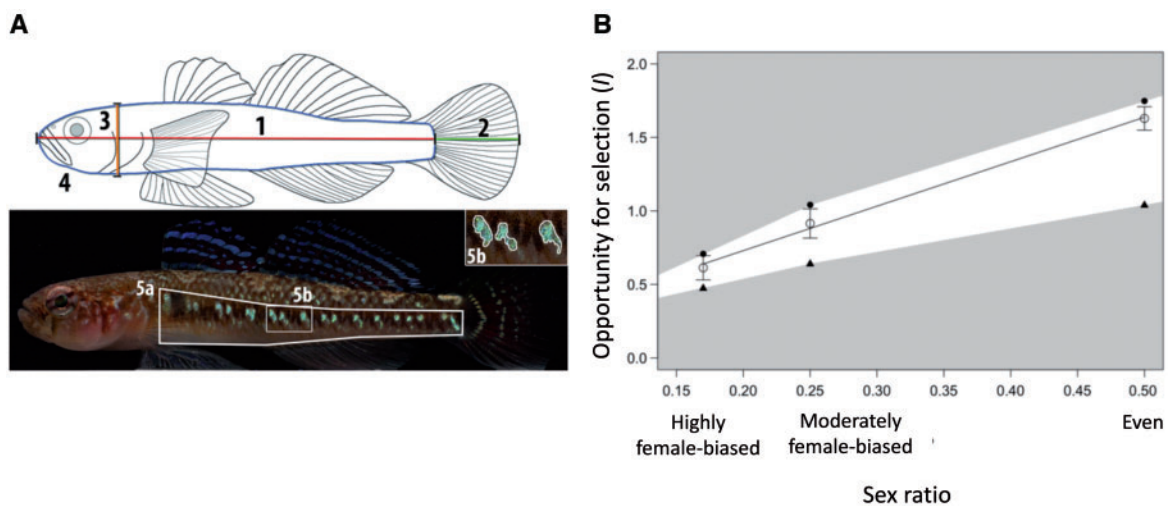 A
3
1
2
4
5b
5a
5b
B
Opportunity for selection (I)
2.0
1.5
1.0
0.5
0.0
0.15
0.20
0.25
0.30
0.35
0.40
0.45
0.50
Highly
female-biased
Moderately
female-biased
Even
Sex ratio